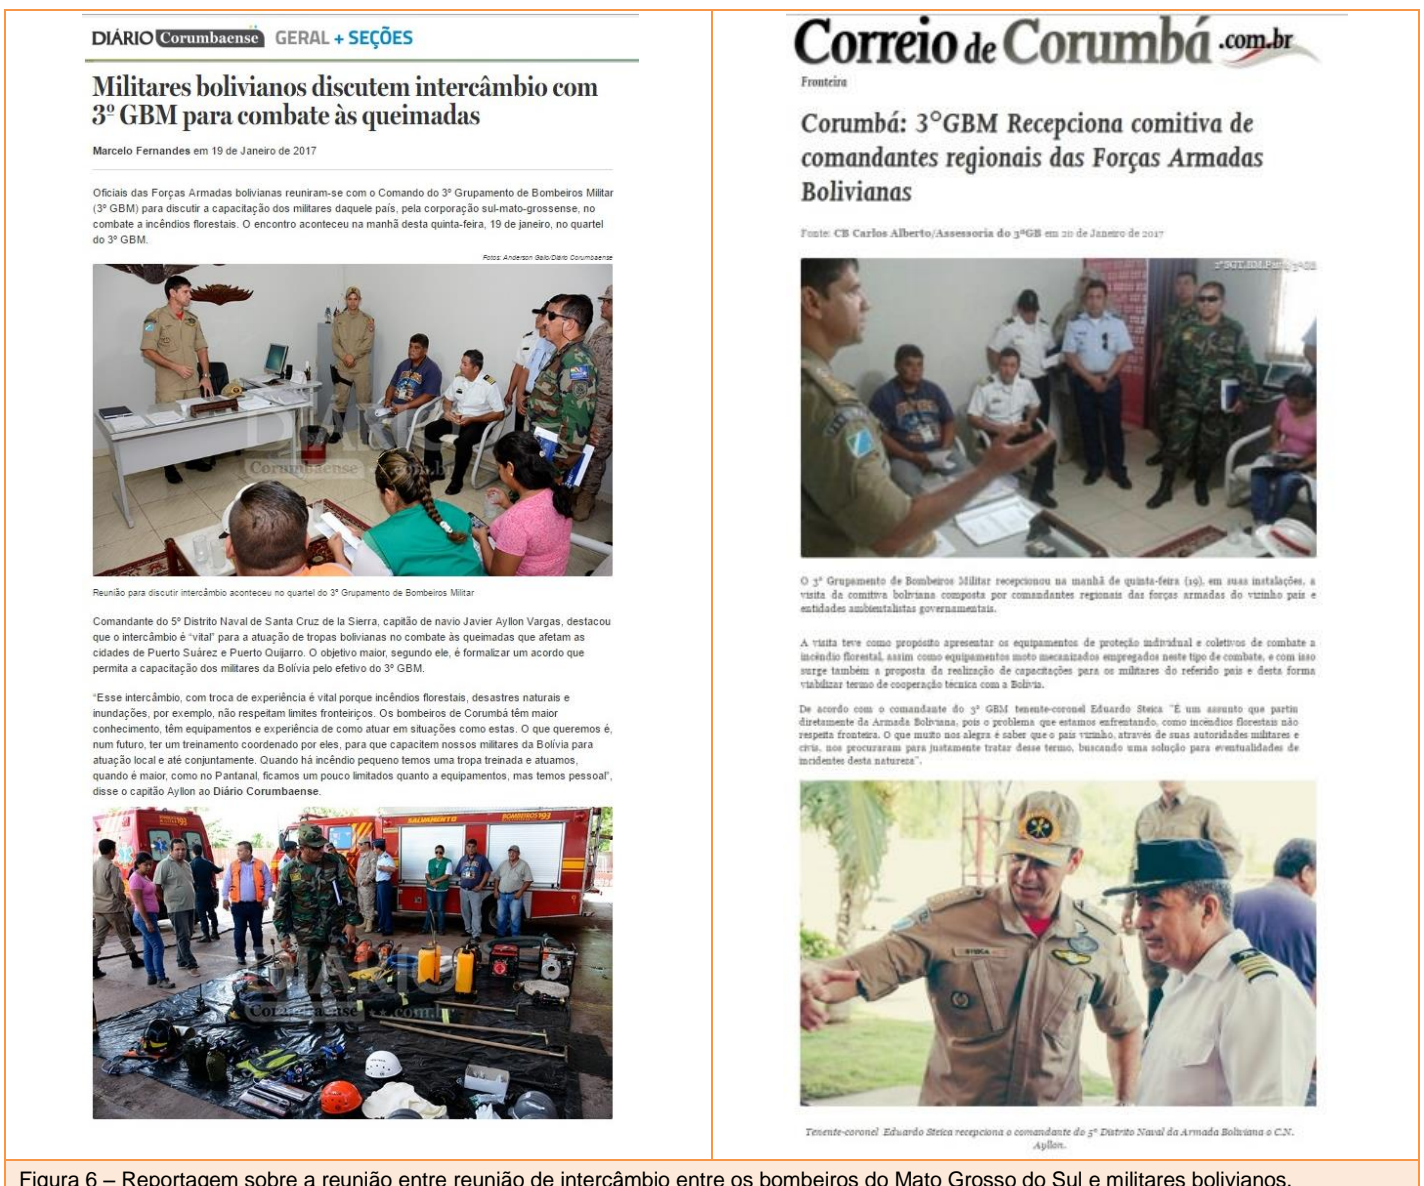 DIÁRIO Corumbaense GERAL + SEÇÕES
Militares bolivianos discutem intercâmbio com
3º GBM para combate às queimadas
Marcelo Fernandes em 19 de Janeiro de 2017
Oficiais das Forças Armadas bolivianas reuniram-se com o Comando do 3º Grupamento de Bombeiros Militar
(3º GBM) para discutir a capacitação dos militares daquele país, pela corporação sul-mato-grossense, no
combate a incêndios florestais. O encontro aconteceu na manhã desta quinta-feira, 19 de janeiro, no quartel
do 3º GBM.
Fotos: Anderson Gallo/Diário Corumbaense
DIÁRIO
Corumbaense .com.br
Reunião para discutir intercâmbio aconteceu no quartel do 3º Grupamento de Bombeiros Militar
Comandante do 5º Distrito Naval de Santa Cruz de la Sierra, capitão de navio Javier Ayllon Vargas, destacou
que o intercâmbio é “vital” para a atuação de tropas bolivianas no combate às queimadas que afetam as
cidades de Puerto Suárez e Puerto Quijarro. O objetivo maior, segundo ele, é formalizar um acordo que
permita a capacitação dos militares da Bolívia pelo efetivo do 3º GBM.
“Esse intercâmbio, com troca de experiência é vital porque incêndios florestais, desastres naturais e
inundações, por exemplo, não respeitam limites fronteiriços. Os bombeiros de Corumbá têm maior
conhecimento, têm equipamentos e experiência de como atuar em situações como estas. O que queremos é,
num futuro, ter um treinamento coordenado por eles, para que capacitem nossos militares da Bolívia para
atuação local e até conjuntamente. Quando há incêndio pequeno temos uma tropa treinada e atuamos,
quando é maior, como no Pantanal, ficamos um pouco limitados quanto a equipamentos, mas temos pessoal”,
disse o capitão Ayllon ao Diário Corumbaense.
SALVAMENTO BOMBEIROS 193
DIÁRIO
Corumbaense .com.br
Correio de Corumbá .com.br
Fronteira
Corumbá: 3°GBM Recepciona comitiva de
comandantes regionais das Forças Armadas
Bolivianas
Fonte: CB Carlos Alberto/Assessoria do 3ºGB em 20 de Janeiro de 2017
O 3º Grupamento de Bombeiros Militar recepcionou na manhã de quinta-feira (19), em suas instalações, a
visita da comitiva boliviana composta por comandantes regionais das forças armadas do vizinho país e
entidades ambientalistas governamentais.
A visita teve como propósito apresentar os equipamentos de proteção individual e coletivos de combate a
incêndio florestal, assim como equipamentos moto mecanizados empregados neste tipo de combate, e com isso
surge também a proposta da realização de capacitações para os militares do referido pais e desta forma
viabilizar termo de cooperação técnica com a Bolívia.
De acordo com o comandante do 3º GBM tenente-coronel Eduardo Steica "É um assunto que partiu
diretamente da Armada Boliviana, pois o problema que estamos enfrentando, como incêndios florestais não
respeita fronteira. O que muito nos alegra é saber que o país vizinho, através de suas autoridades militares e
civis, nos procuraram para justamente tratar desse termo, buscando uma solução para eventualidades de
incidentes desta natureza".
STEICA
Tenente-coronel Eduardo Steica recepciona o comandante do 5º Distrito Naval da Armada Boliviana o C.N.
Ayllon.
Figura 6 – Reportagem sobre a reunião entre reunião de intercâmbio entre os bombeiros do Mato Grosso do Sul e militares bolivianos.